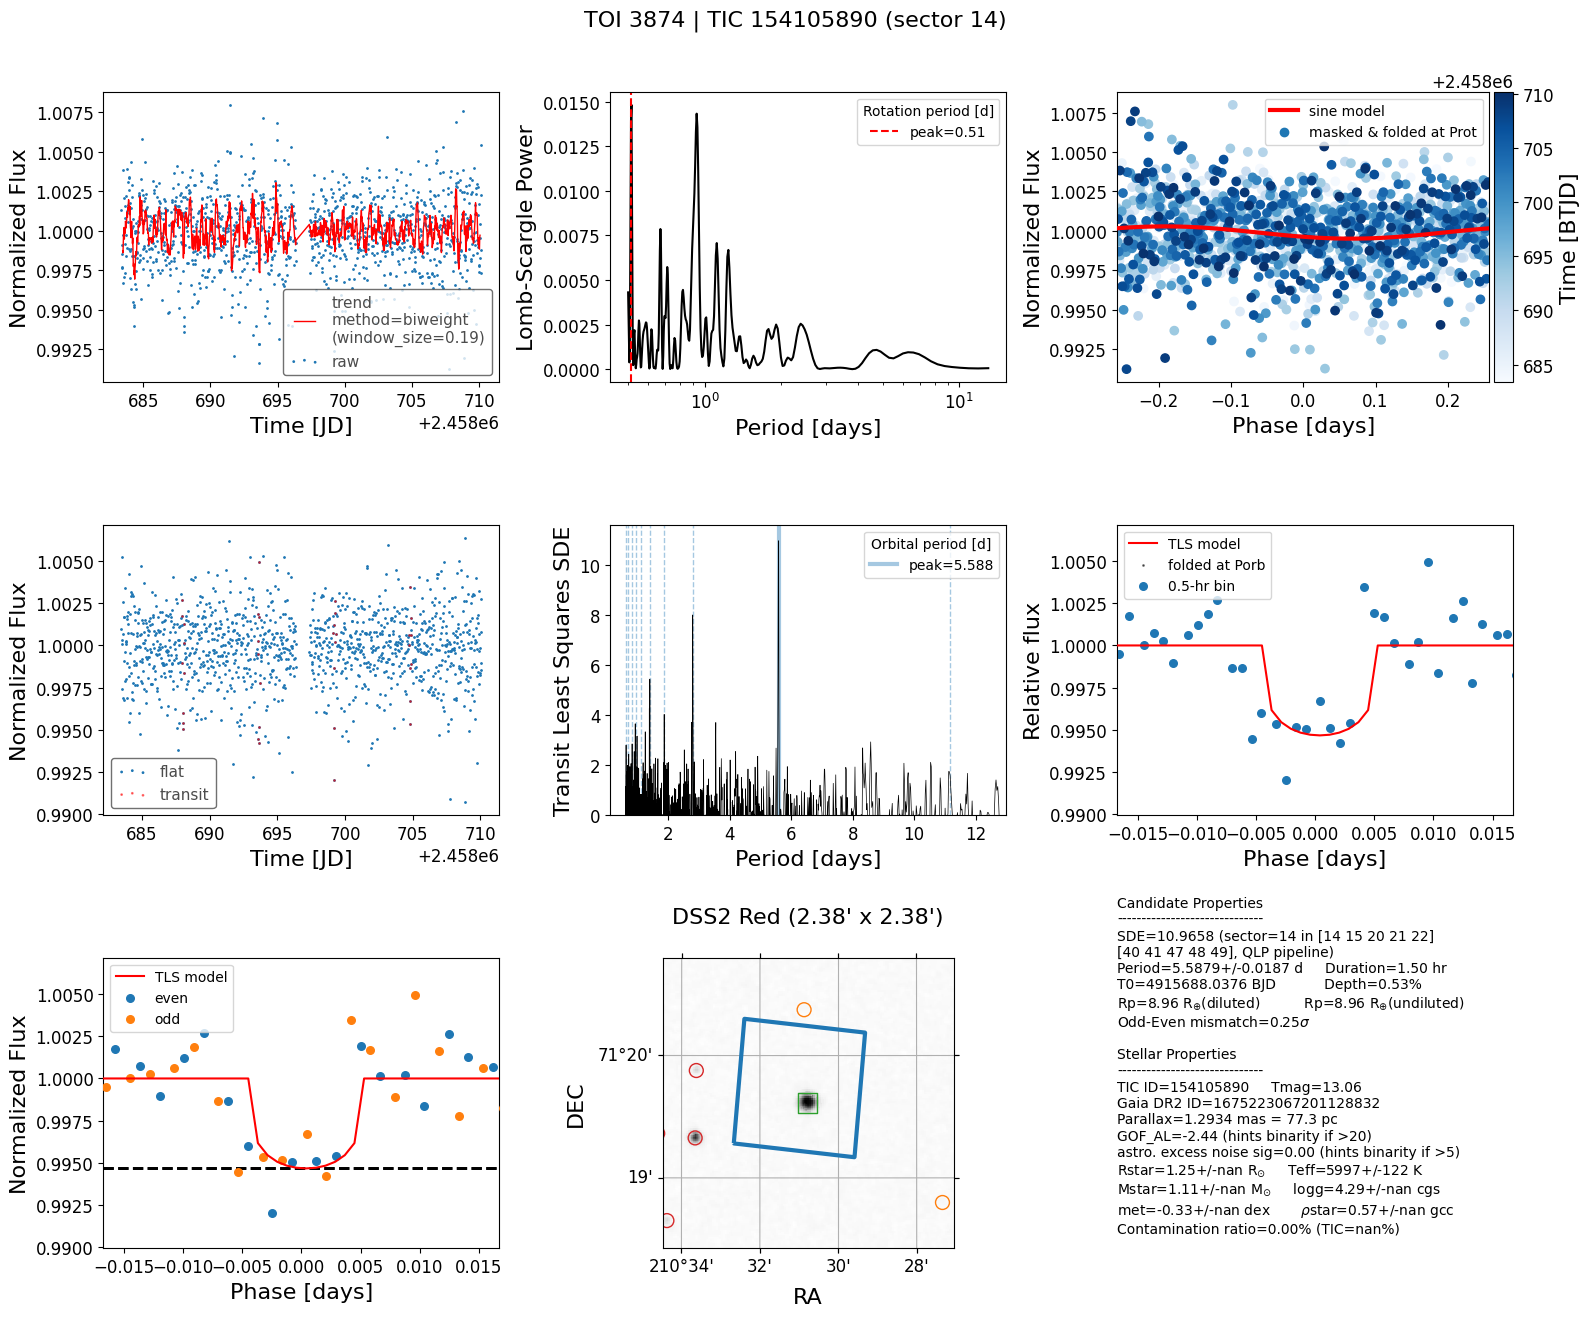 TOI 3874 | TIC 154105890 (sector 14)
Normalized Flux
1.0075
1.0050
1.0025
1.0000
0.9975
0.9950
0.9925
trend
method=biweight
(window_size=0.19)
raw
685 690 695 700 705 710
Time [JD]
+2.458e6
Lomb-Scargle Power
0.0150
0.0125
0.0100
0.0075
0.0050
0.0025
0.0000
Rotation period [d]
peak=0.51
10⁰ 10¹
Period [days]
Normalized Flux
1.0075
1.0050
1.0025
1.0000
0.9975
0.9950
0.9925
sine model
masked & folded at Prot
−0.2 −0.1 0.0 0.1 0.2
Phase [days]
+2.458e6
710
705
700
695
690
685
Time [BTJD]
Normalized Flux
1.0050
1.0025
1.0000
0.9975
0.9950
0.9925
0.9900
flat
transit
685 690 695 700 705 710
Time [JD]
+2.458e6
Transit Least Squares SDE
10
8
6
4
2
0
Orbital period [d]
peak=5.588
2 4 6 8 10 12
Period [days]
Relative flux
1.0050
1.0025
1.0000
0.9975
0.9950
0.9925
0.9900
TLS model
folded at Porb
0.5-hr bin
−0.015 −0.010 −0.005 0.000 0.005 0.010 0.015
Phase [days]
Normalized Flux
1.0050
1.0025
1.0000
0.9975
0.9950
0.9925
0.9900
TLS model
even
odd
−0.015 −0.010 −0.005 0.000 0.005 0.010 0.015
Phase [days]
DSS2 Red (2.38' x 2.38')
DEC
71°20'
19'
210°34' 32' 30' 28'
RA
Candidate Properties
------------------------------
SDE=10.9658 (sector=14 in [14 15 20 21 22]
[40 41 47 48 49], QLP pipeline)
Period=5.5879+/-0.0187 d Duration=1.50 hr
T0=4915688.0376 BJD Depth=0.53%
Rp=8.96 R⊕(diluted) Rp=8.96 R⊕(undiluted)
Odd-Even mismatch=0.25σ
Stellar Properties
------------------------------
TIC ID=154105890 Tmag=13.06
Gaia DR2 ID=1675223067201128832
Parallax=1.2934 mas = 77.3 pc
GOF_AL=-2.44 (hints binarity if >20)
astro. excess noise sig=0.00 (hints binarity if >5)
Rstar=1.25+/-nan R⊙ Teff=5997+/-122 K
Mstar=1.11+/-nan M⊙ logg=4.29+/-nan cgs
met=-0.33+/-nan dex ρstar=0.57+/-nan gcc
Contamination ratio=0.00% (TIC=nan%)